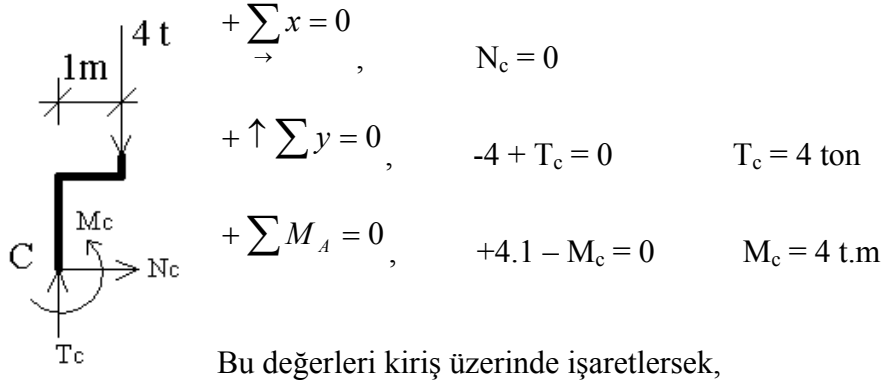 4 t
1m
C
Mc
Nc
Tc
+ ∑ x = 0 , N_c = 0
→
+ ↑ ∑ y = 0 , -4 + T_c = 0 T_c = 4 ton
+ ∑ M_A = 0 , +4.1 – M_c = 0 M_c = 4 t.m
Bu değerleri kiriş üzerinde işaretlersek,